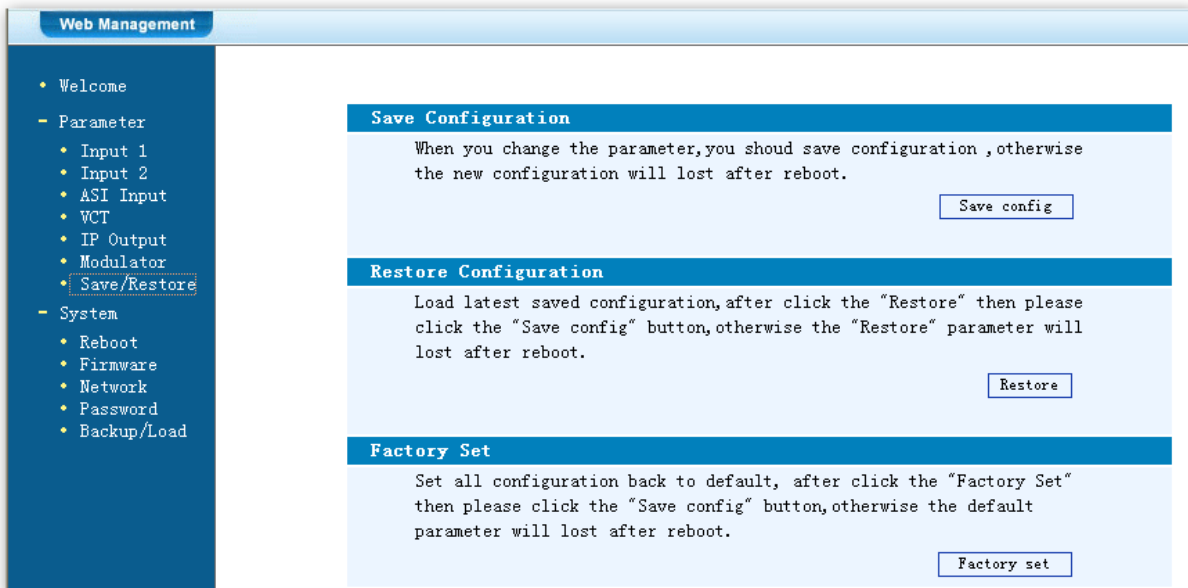 Web Management
Welcome
Parameter
Input 1
Input 2
ASI Input
VCT
IP Output
Modulator
Save/Restore
System
Reboot
Firmware
Network
Password
Backup/Load
Save Configuration
When you change the parameter,you shoud save configuration ,otherwise
the new configuration will lost after reboot.
Save config
Restore Configuration
Load latest saved configuration,after click the "Restore" then please
click the "Save config" button,otherwise the "Restore" parameter will
lost after reboot.
Restore
Factory Set
Set all configuration back to default, after click the "Factory Set"
then please click the "Save config" button,otherwise the default
parameter will lost after reboot.
Factory set